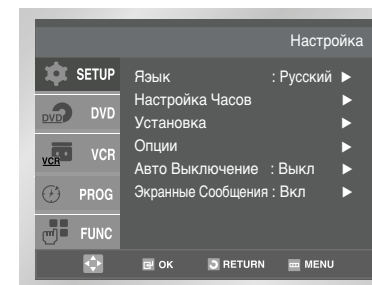 Настройка
SETUP
DVD DVD
VCR VCR
PROG
FUNC
Яэык : Русский ►
Настройка Часов ►
Установка ►
Опции ►
Авто Выключение : Выкл ►
Экранные Сообщения : Вкл ►
OK RETURN MENU